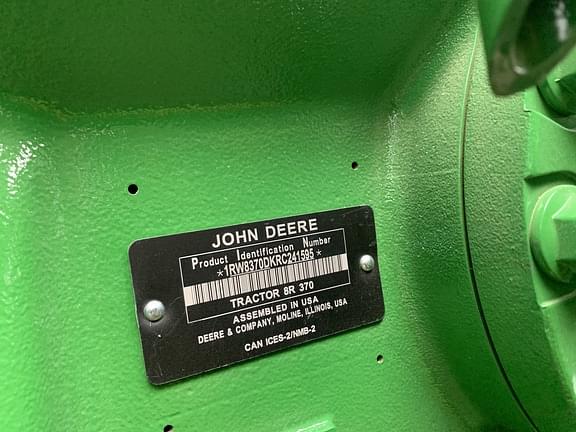 JOHN DEERE
Product Identification Number
*1RW8370DKRC241595*
TRACTOR 8R 370
ASSEMBLED IN USA
DEERE & COMPANY, MOLINE, ILLINOIS, USA
CAN ICES-2/NMB-2